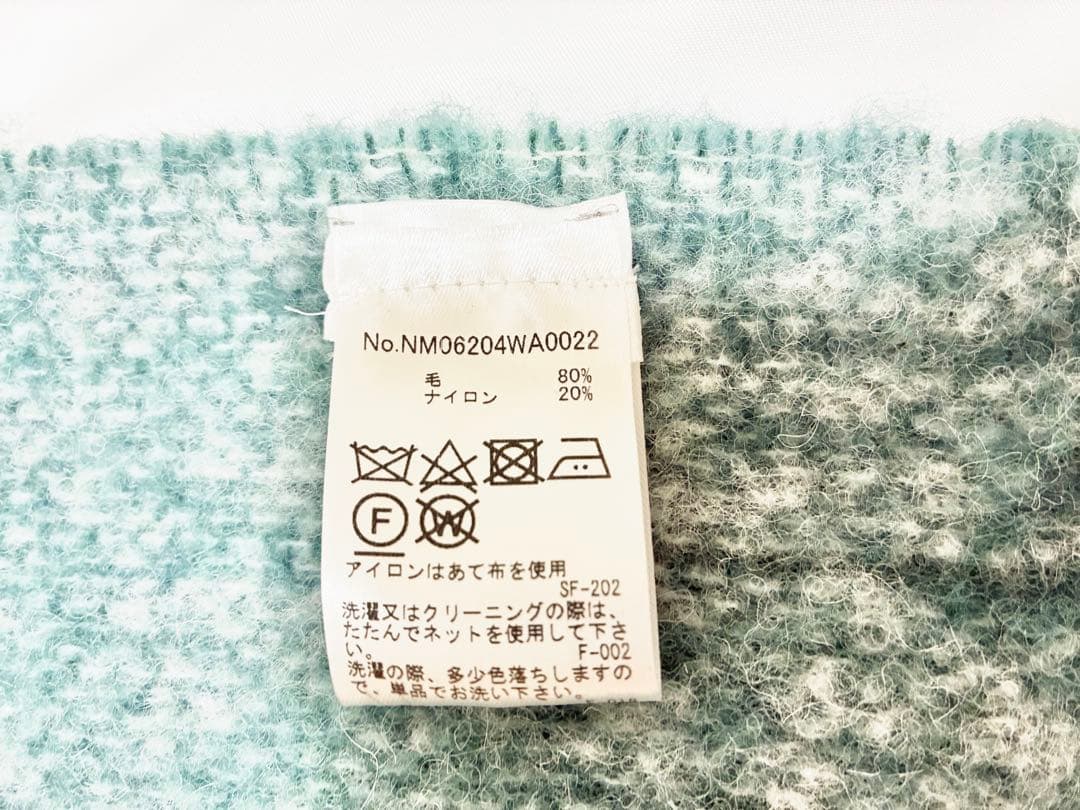 No.NM06204WA0022
毛 80%
ナイロン 20%
F W
アイロンはあて布を使用
SF-202
洗濯又はクリーニングの際は、
たたんでネットを使用して下さ
い。 F-002
洗濯の際、多少色落ちしますの
で、単品でお洗い下さい。